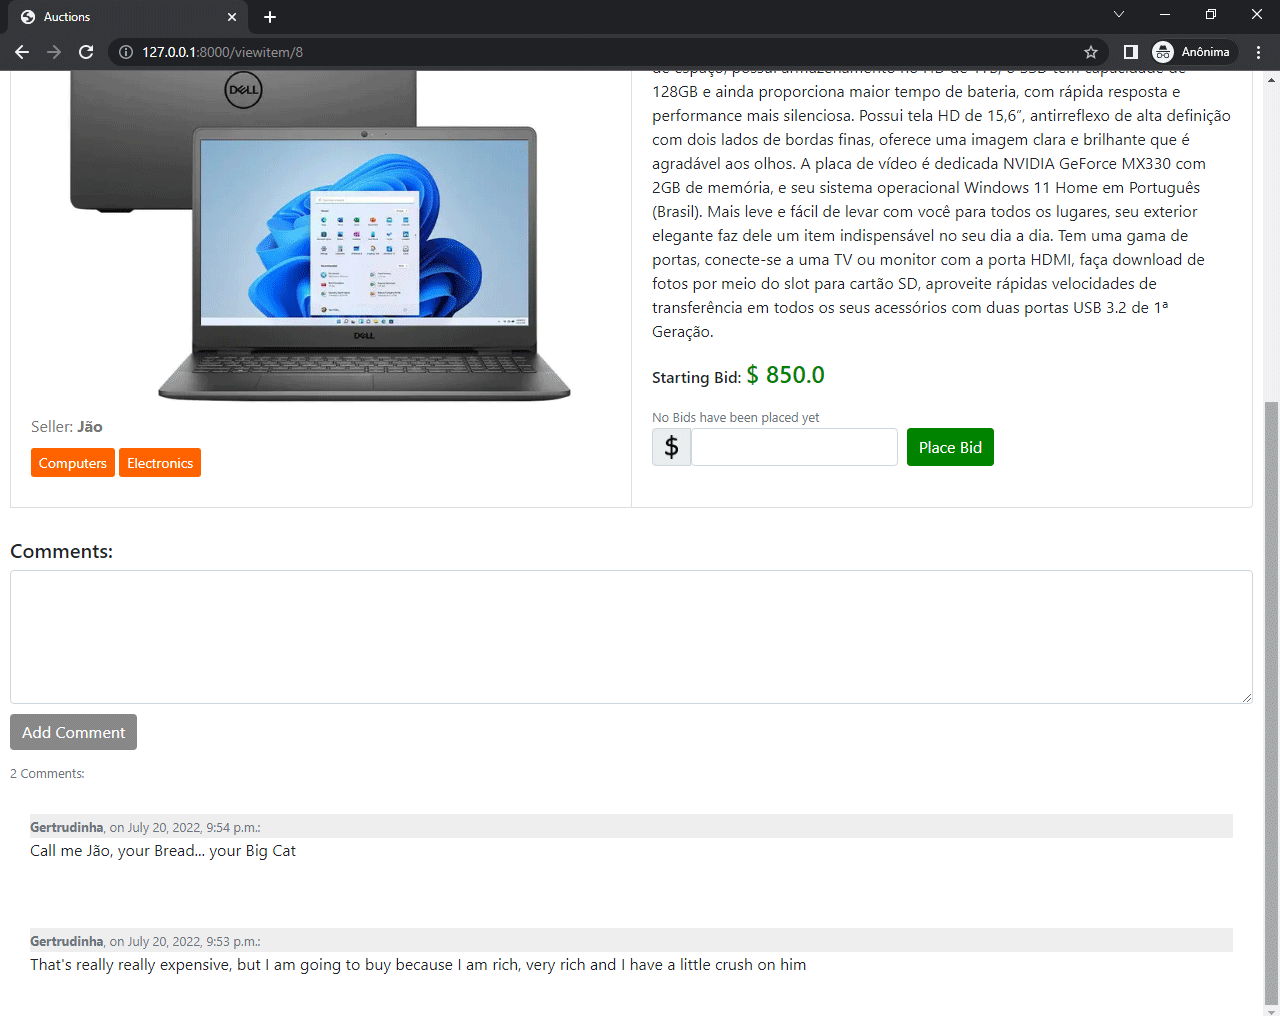 Auctions
127.0.0.1:8000/viewitem/8
Anônima
DELL
DELL
Seller: Jão
Computers
Electronics
128GB e ainda proporciona maior tempo de bateria, com rápida resposta e
performance mais silenciosa. Possui tela HD de 15,6”, antirreflexo de alta definição
com dois lados de bordas finas, oferece uma imagem clara e brilhante que é
agradável aos olhos. A placa de vídeo é dedicada NVIDIA GeForce MX330 com
2GB de memória, e seu sistema operacional Windows 11 Home em Português
(Brasil). Mais leve e fácil de levar com você para todos os lugares, seu exterior
elegante faz dele um item indispensável no seu dia a dia. Tem uma gama de
portas, conecte-se a uma TV ou monitor com a porta HDMI, faça download de
fotos por meio do slot para cartão SD, aproveite rápidas velocidades de
transferência em todos os seus acessórios com duas portas USB 3.2 de 1ª
Geração.
Starting Bid: $ 850.0
No Bids have been placed yet
$
Place Bid
Comments:
Add Comment
2 Comments:
Gertrudinha, on July 20, 2022, 9:54 p.m.:
Call me Jão, your Bread... your Big Cat
Gertrudinha, on July 20, 2022, 9:53 p.m.:
That's really really expensive, but I am going to buy because I am rich, very rich and I have a little crush on him